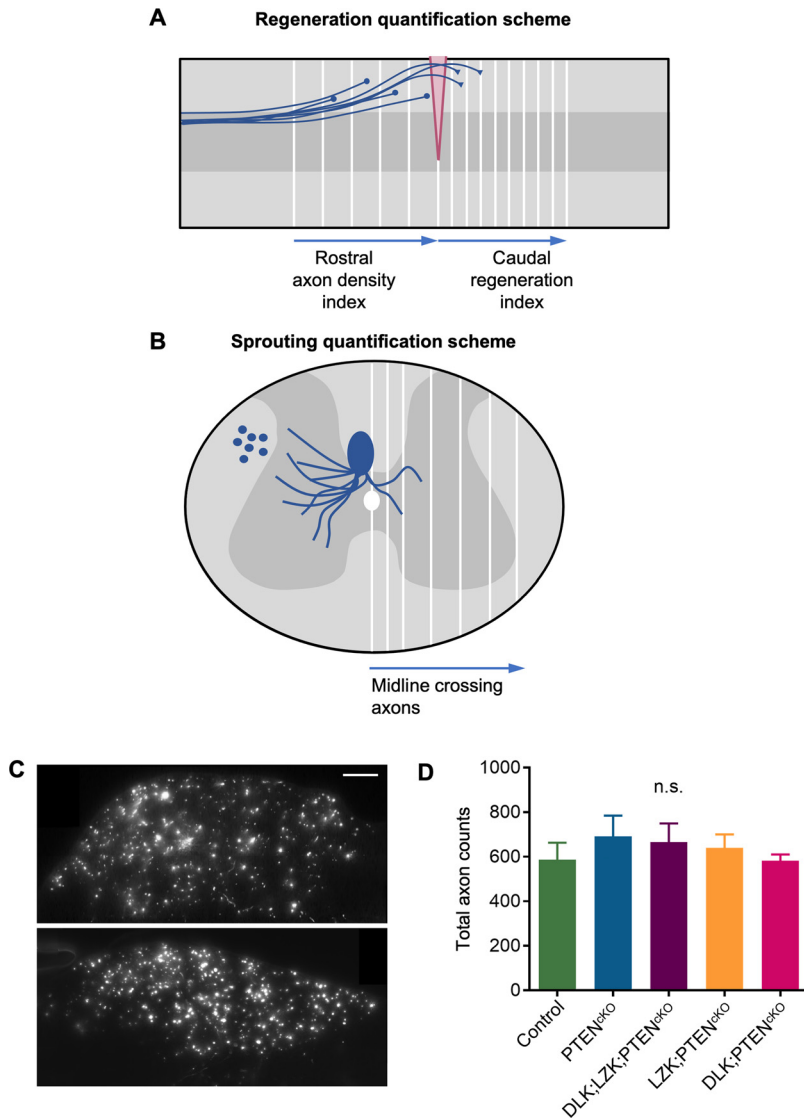 A
Regeneration quantification scheme
Rostral
axon density
index
Caudal
regeneration
index
B
Sprouting quantification scheme
Midline crossing
axons
C
D
n.s.
Total axon counts
1000
800
600
400
200
0
Control
PTENcKO
DLK;LZK;PTENcKO
LZK;PTENcKO
DLK;PTENcKO